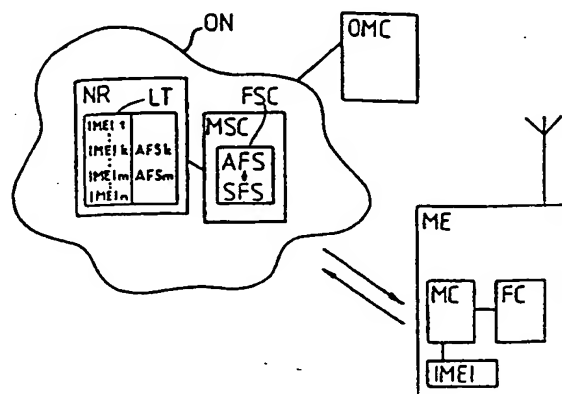 ON
OMC
NR
LT
FSC
MSC
IMEI 1
IMEI k AFSk
IMEI m AFSm
IMEI n
AFS
SFS
ME
MC
FC
IMEI